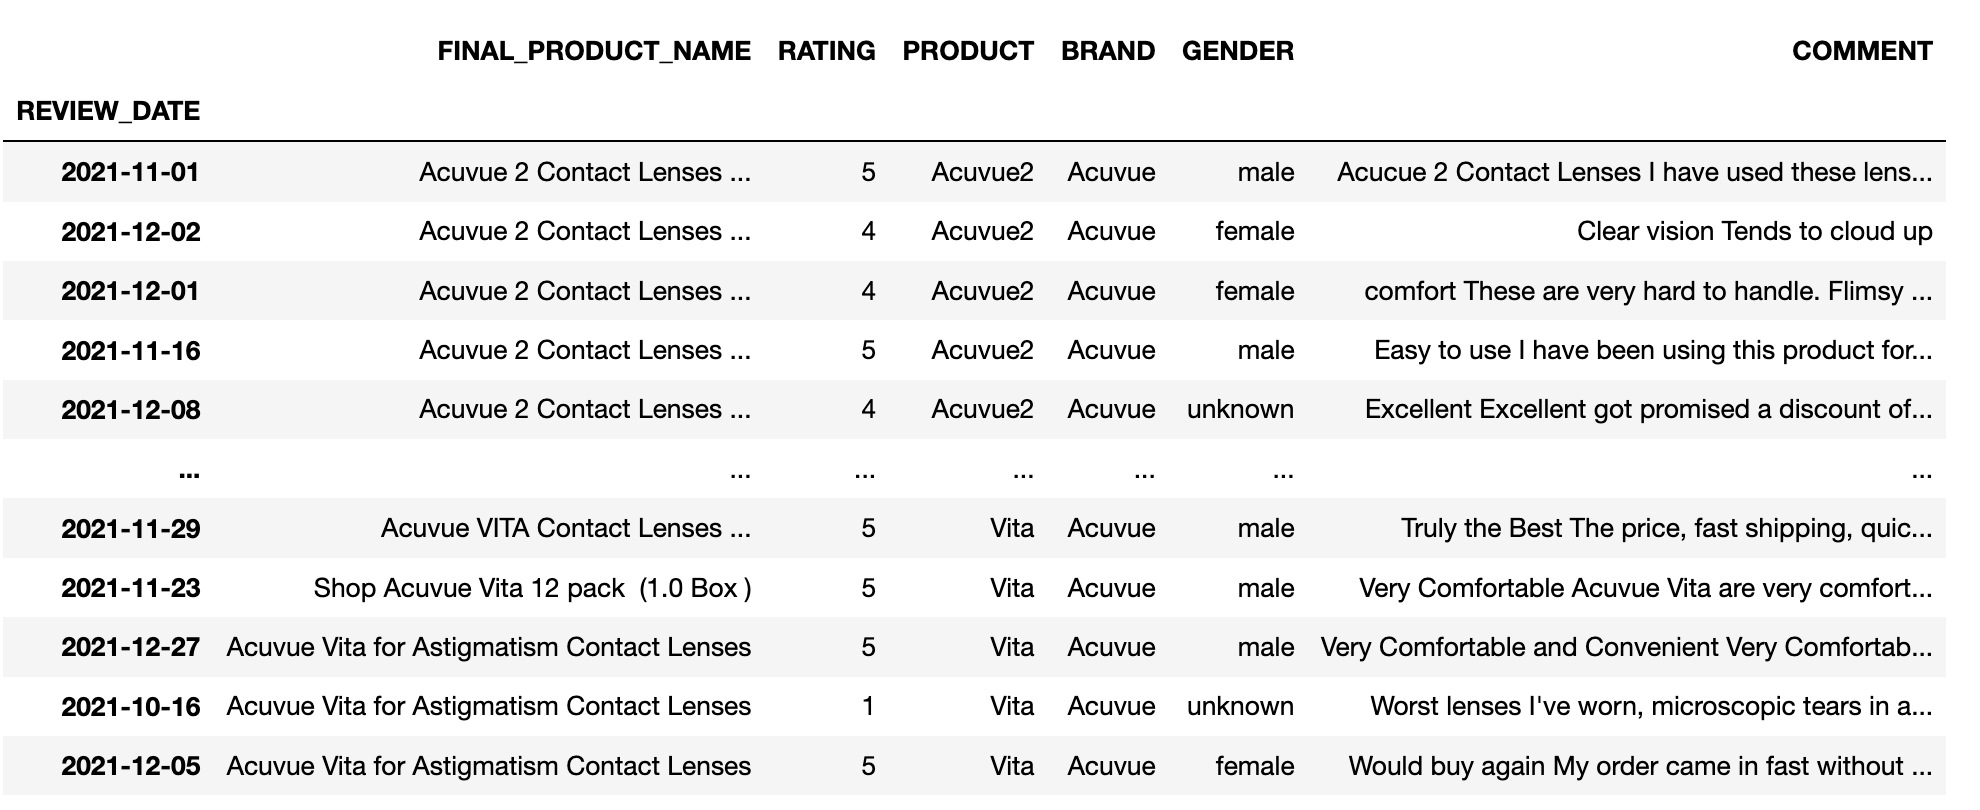 FINAL_PRODUCT_NAME RATING PRODUCT BRAND GENDER COMMENT
REVIEW_DATE
2021-11-01 Acuvue 2 Contact Lenses ... 5 Acuvue2 Acuvue male Acucue 2 Contact Lenses I have used these lens...
2021-12-02 Acuvue 2 Contact Lenses ... 4 Acuvue2 Acuvue female Clear vision Tends to cloud up
2021-12-01 Acuvue 2 Contact Lenses ... 4 Acuvue2 Acuvue female comfort These are very hard to handle. Flimsy ...
2021-11-16 Acuvue 2 Contact Lenses ... 5 Acuvue2 Acuvue male Easy to use I have been using this product for...
2021-12-08 Acuvue 2 Contact Lenses ... 4 Acuvue2 Acuvue unknown Excellent Excellent got promised a discount of...
... ... ... ... ... ... ...
2021-11-29 Acuvue VITA Contact Lenses ... 5 Vita Acuvue male Truly the Best The price, fast shipping, quic...
2021-11-23 Shop Acuvue Vita 12 pack  (1.0 Box ) 5 Vita Acuvue male Very Comfortable Acuvue Vita are very comfort...
2021-12-27 Acuvue Vita for Astigmatism Contact Lenses 5 Vita Acuvue male Very Comfortable and Convenient Very Comfortab...
2021-10-16 Acuvue Vita for Astigmatism Contact Lenses 1 Vita Acuvue unknown Worst lenses I've worn, microscopic tears in a...
2021-12-05 Acuvue Vita for Astigmatism Contact Lenses 5 Vita Acuvue female Would buy again My order came in fast without ...